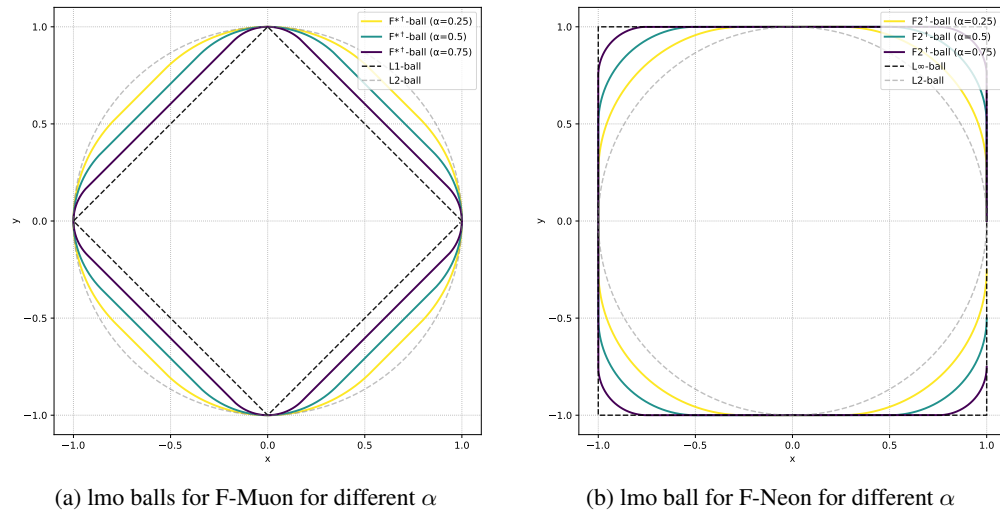 1.0
0.5
0.0
−0.5
−1.0
y
−1.0 −0.5 0.0 0.5 1.0
x
F*†-ball (α=0.25)
F*†-ball (α=0.5)
F*†-ball (α=0.75)
L1-ball
L2-ball
(a) lmo balls for F-Muon for different α
1.0
0.5
0.0
−0.5
−1.0
y
−1.0 −0.5 0.0 0.5 1.0
x
F2†-ball (α=0.25)
F2†-ball (α=0.5)
F2†-ball (α=0.75)
L∞-ball
L2-ball
(b) lmo ball for F-Neon for different α